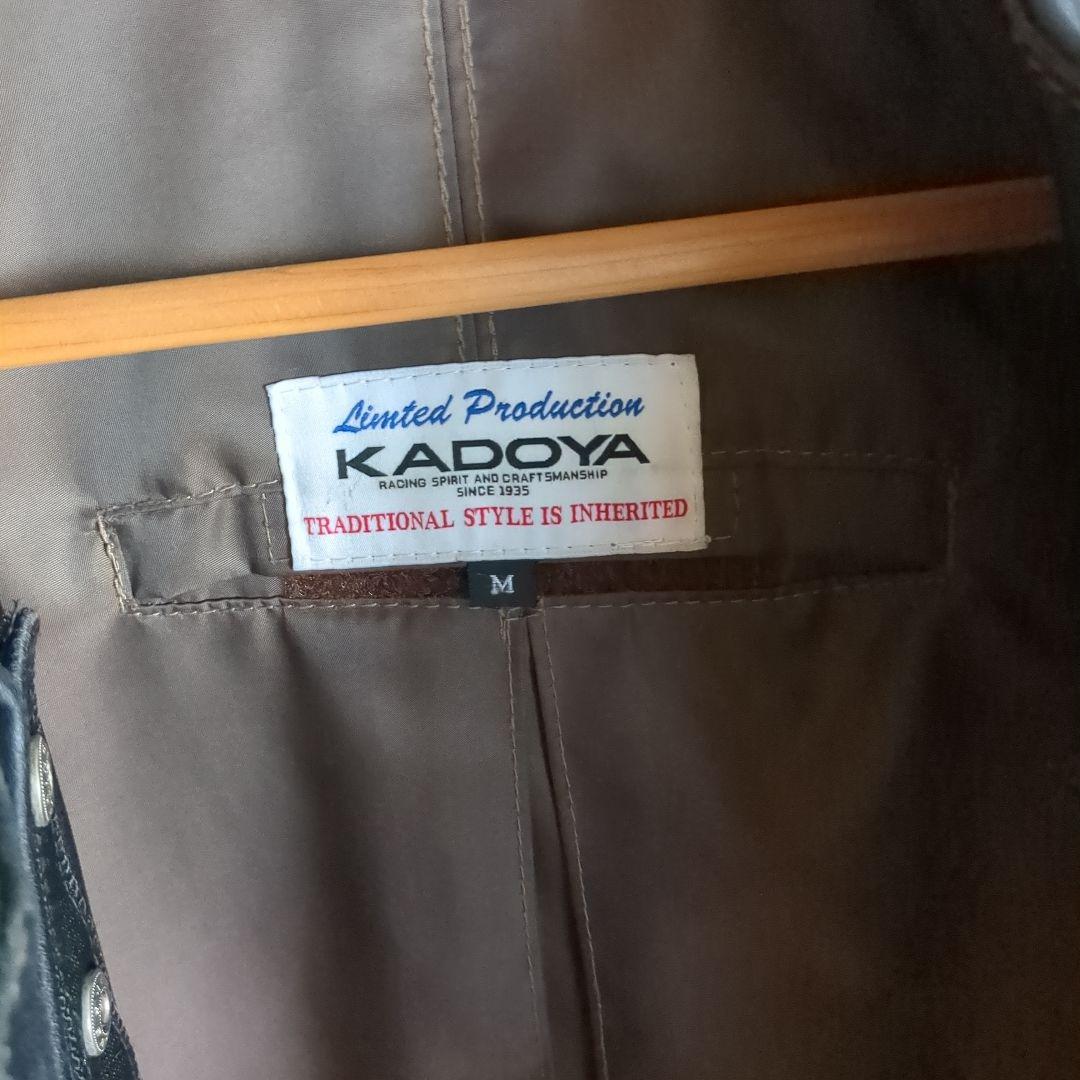 Limted Production
KADOYA
RACING SPIRIT AND CRAFTSMANSHIP
SINCE 1935
TRADITIONAL STYLE IS INHERITED
M